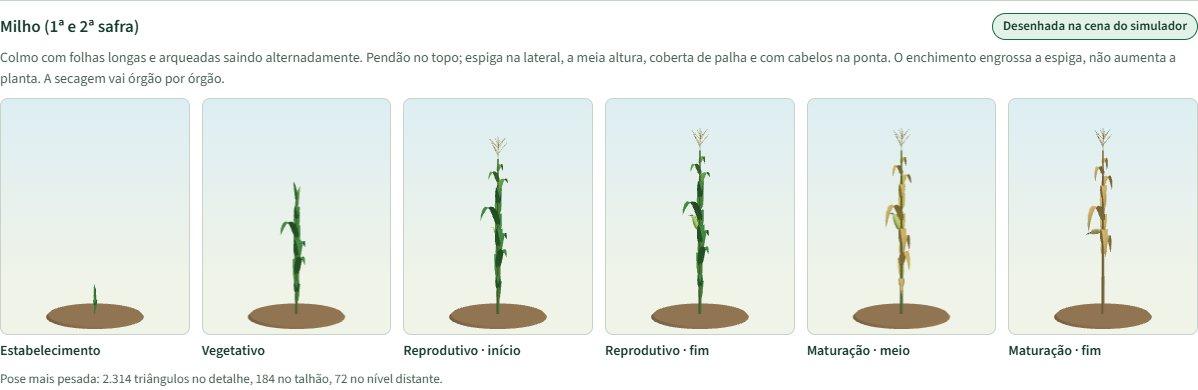 Milho (1ª e 2ª safra)
Desenhada na cena do simulador
Colmo com folhas longas e arqueadas saindo alternadamente. Pendão no topo; espiga na lateral, a meia altura, coberta de palha e com cabelos na ponta. O enchimento engrossa a espiga, não aumenta a
planta. A secagem vai órgão por órgão.
Estabelecimento
Vegetativo
Reprodutivo · início
Reprodutivo · fim
Maturação · meio
Maturação · fim
Pose mais pesada: 2.314 triângulos no detalhe, 184 no talhão, 72 no nível distante.